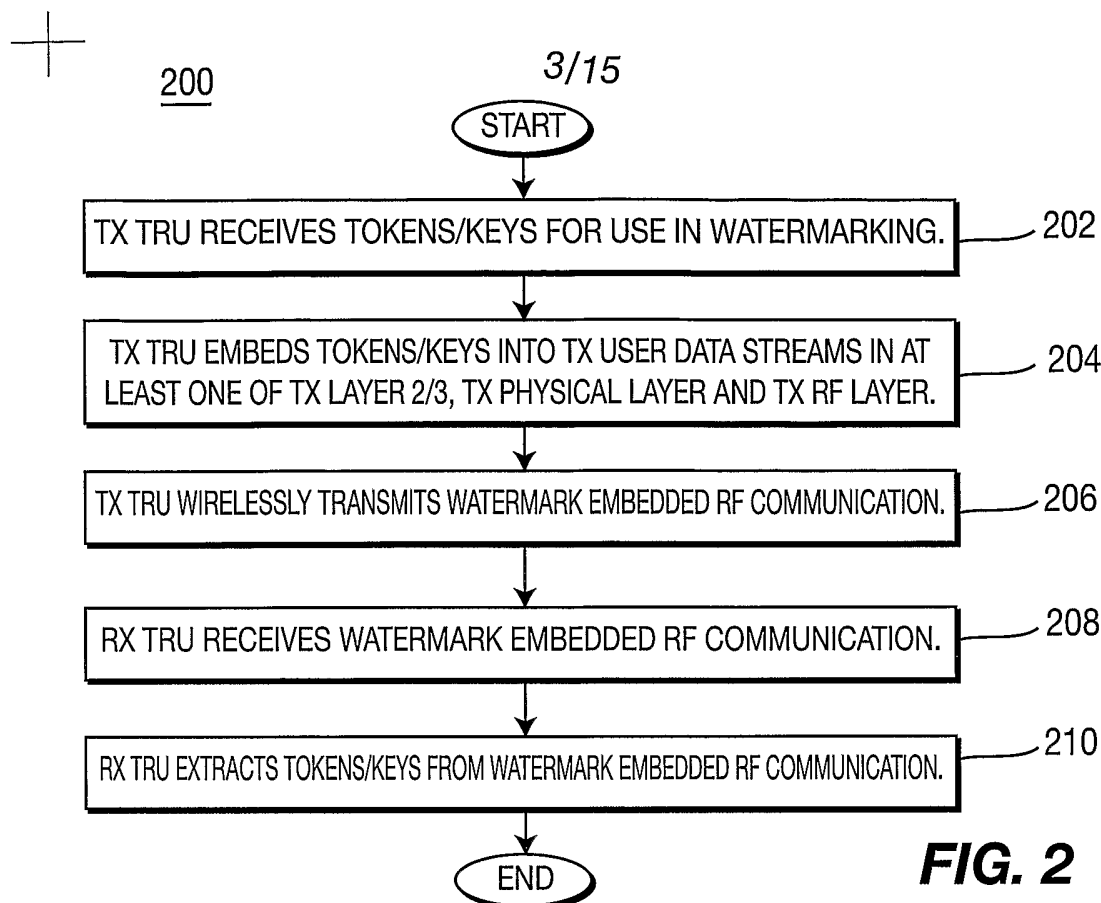 200
3/15
START
TX TRU RECEIVES TOKENS/KEYS FOR USE IN WATERMARKING.
202
TX TRU EMBEDS TOKENS/KEYS INTO TX USER DATA STREAMS IN AT
LEAST ONE OF TX LAYER 2/3, TX PHYSICAL LAYER AND TX RF LAYER.
204
TX TRU WIRELESSLY TRANSMITS WATERMARK EMBEDDED RF COMMUNICATION.
206
RX TRU RECEIVES WATERMARK EMBEDDED RF COMMUNICATION.
208
RX TRU EXTRACTS TOKENS/KEYS FROM WATERMARK EMBEDDED RF COMMUNICATION.
210
END
FIG. 2